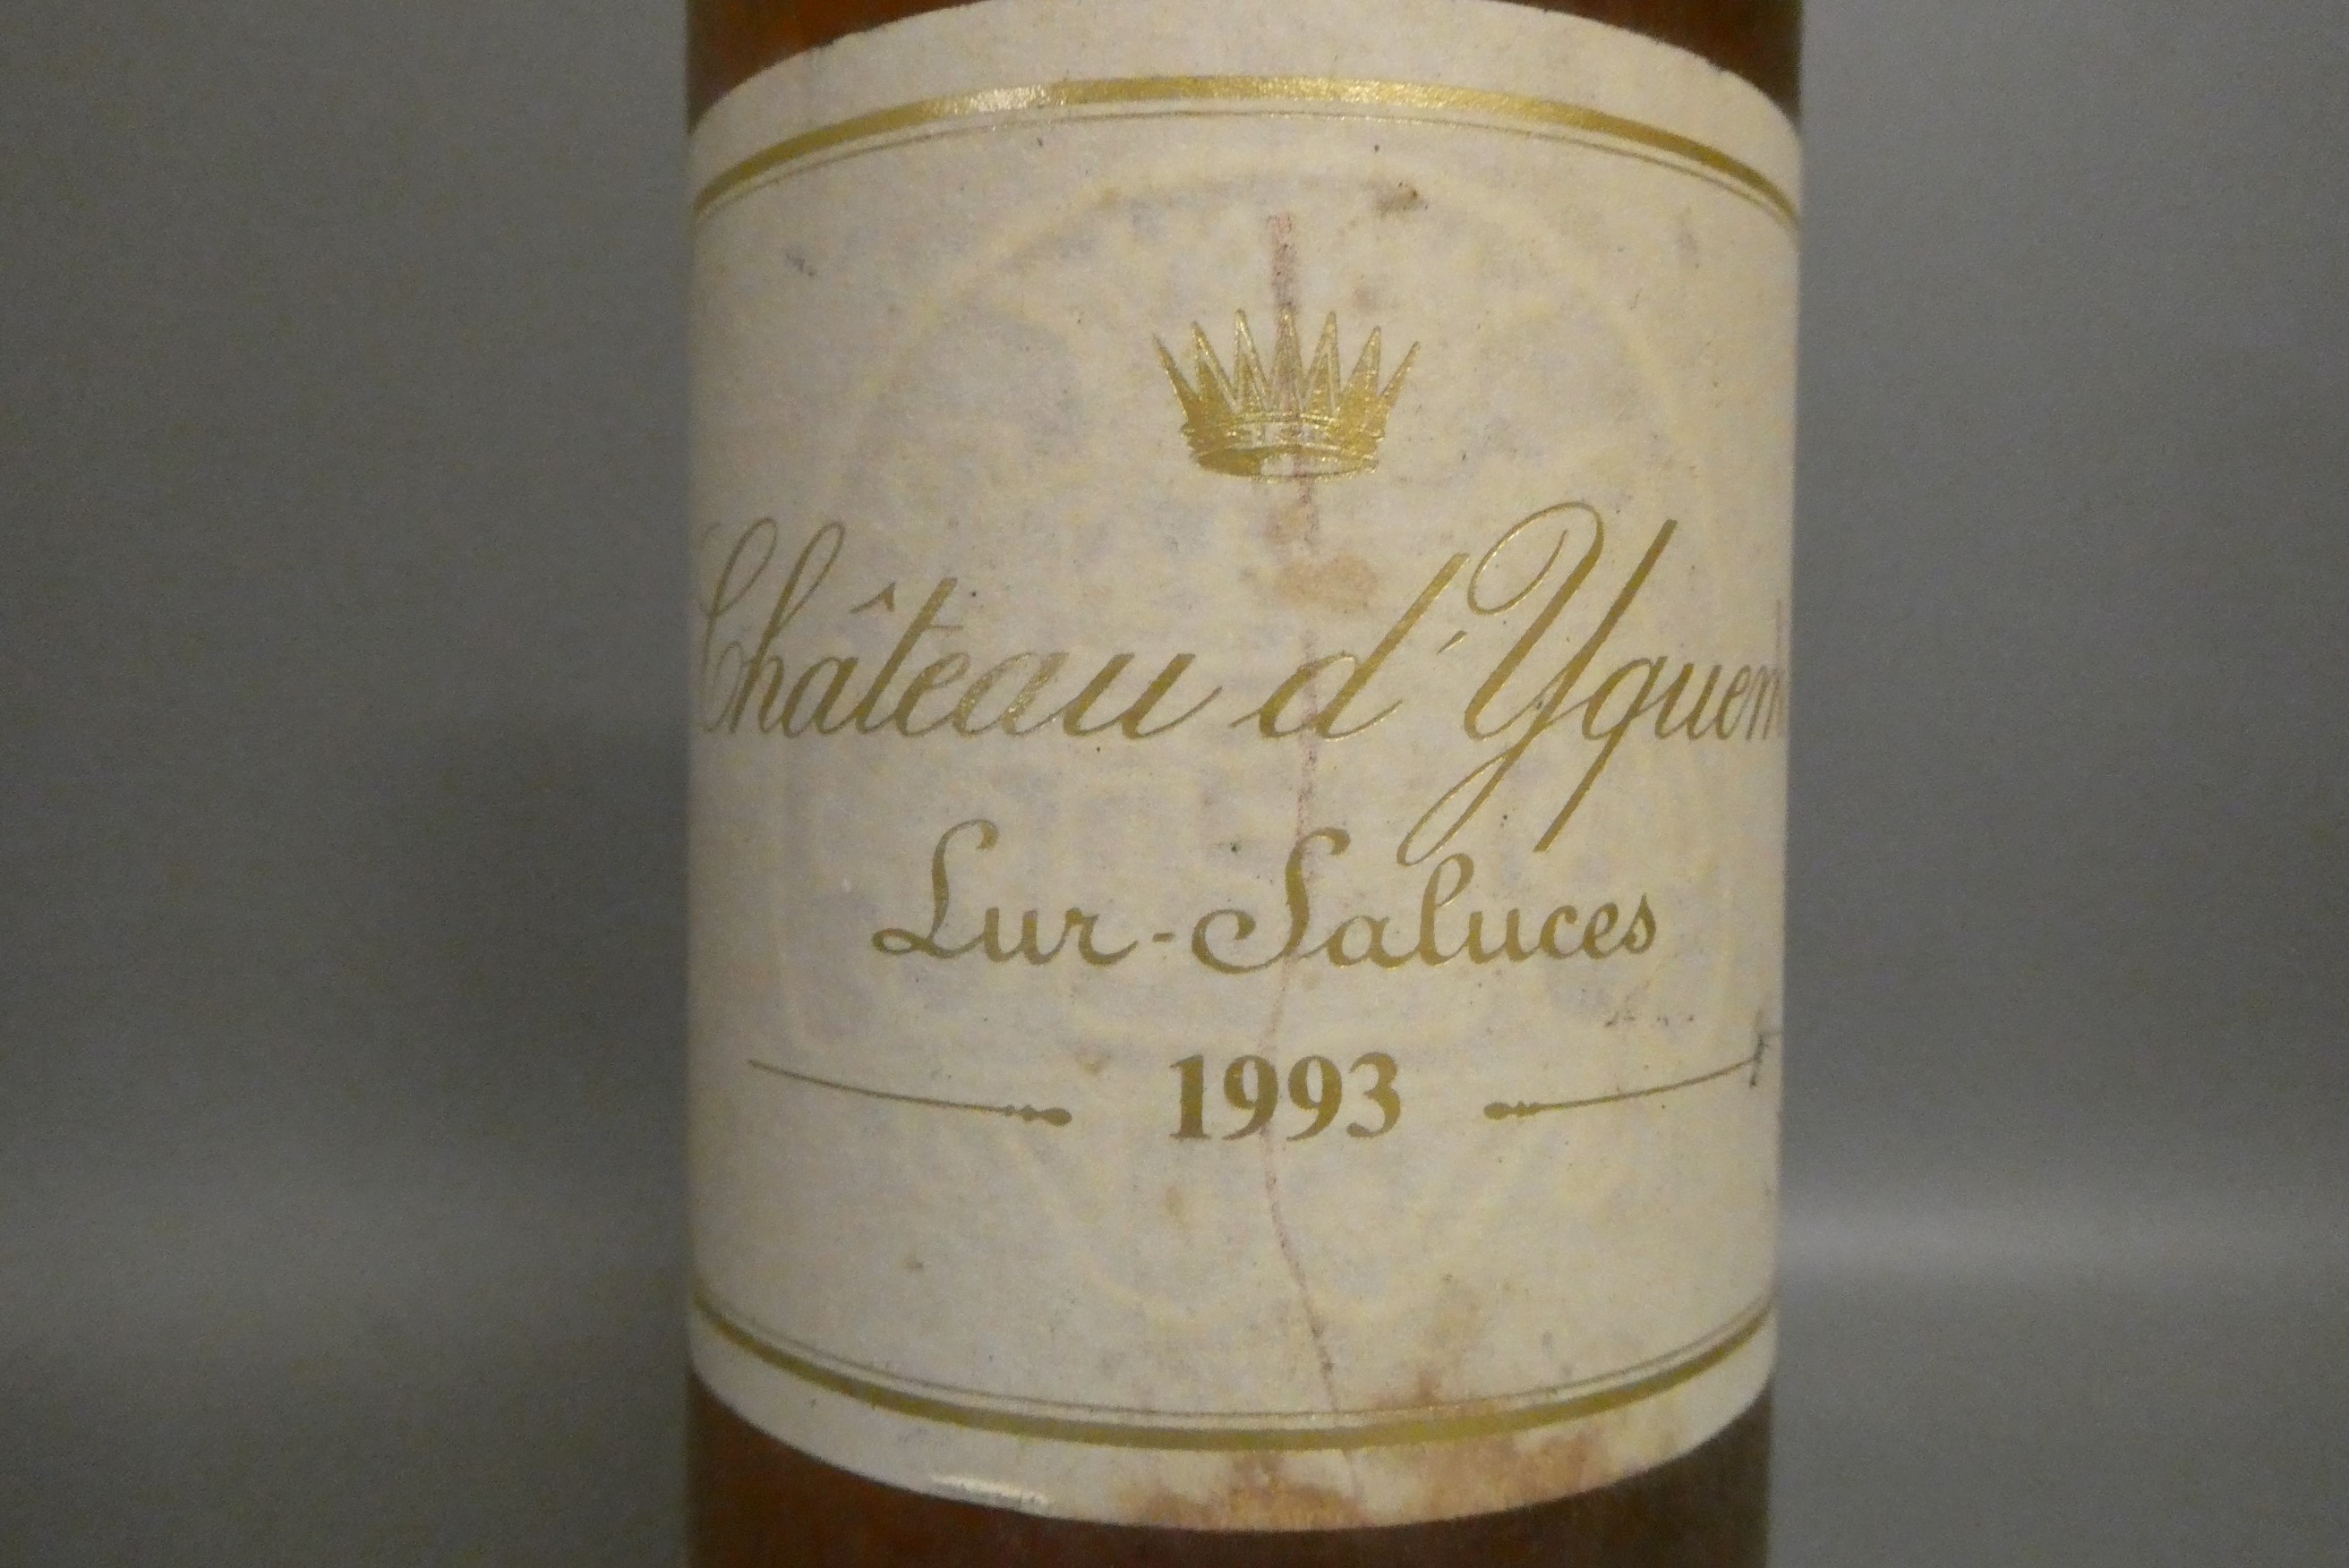 Château d'Yquem
Lur-Saluces
1993